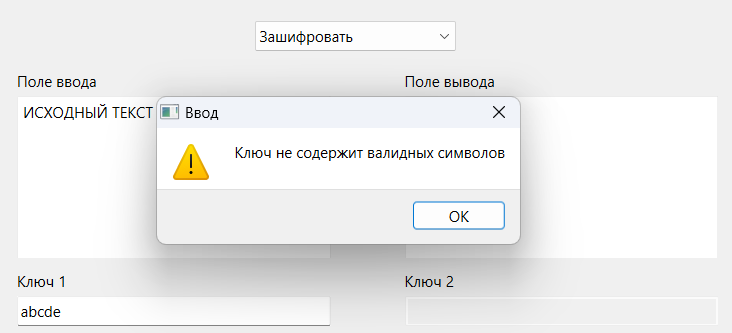 Зашифровать
Поле ввода
Поле вывода
ИСХОДНЫЙ ТЕКСТ
Ввод
Ключ не содержит валидных символов
OK
Ключ 1
Ключ 2
abcde